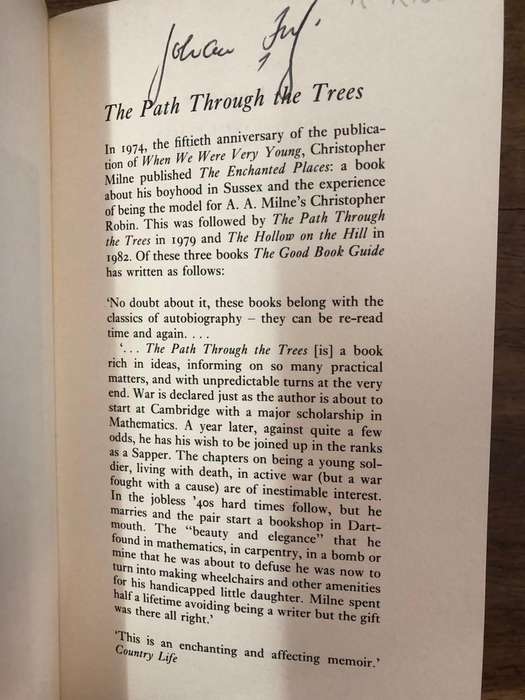 The Path Through the Trees
In 1974, the fiftieth anniversary of the publica-
tion of When We Were Very Young, Christopher
Milne published The Enchanted Places: a book
about his boyhood in Sussex and the experience
of being the model for A. A. Milne's Christopher
Robin. This was followed by The Path Through
the Trees in 1979 and The Hollow on the Hill in
1982. Of these three books The Good Book Guide
has written as follows:
'No doubt about it, these books belong with the
classics of autobiography – they can be re-read
time and again. . . .
'. . . The Path Through the Trees [is] a book
rich in ideas, informing on so many practical
matters, and with unpredictable turns at the very
end. War is declared just as the author is about to
start at Cambridge with a major scholarship in
Mathematics. A year later, against quite a few
odds, he has his wish to be joined up in the ranks
as a Sapper. The chapters on being a young sol-
dier, living with death, in active war (but a war
fought with a cause) are of inestimable interest.
In the jobless '40s hard times follow, but he
marries and the pair start a bookshop in Dart-
mouth. The "beauty and elegance" that he
found in mathematics, in carpentry, in a bomb or
mine that he was about to defuse he was now to
turn into making wheelchairs and other amenities
for his handicapped little daughter. Milne spent
half a lifetime avoiding being a writer but the gift
was there all right.'
'This is an enchanting and affecting memoir.'
Country Life